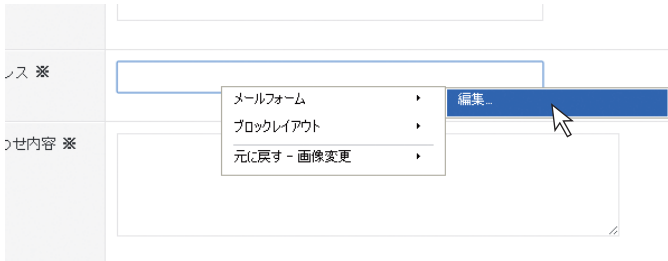 レス ※
メールフォーム
編集...
ブロックレイアウト
わせ内容 ※
元に戻す - 画像変更